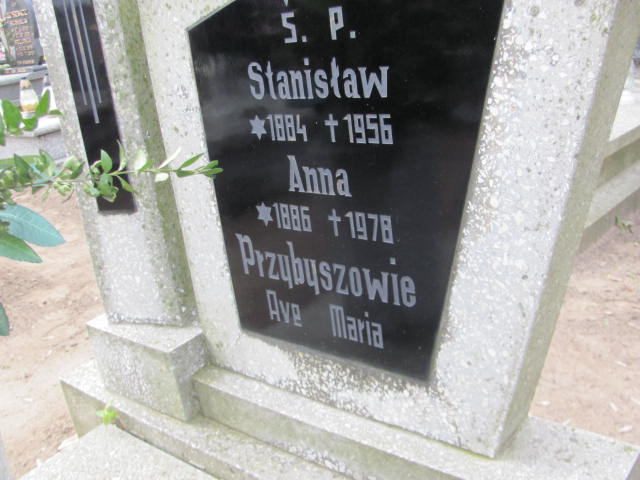 Ś. P.
Stanisław
✶1884 †1956
Anna
✶1886 †1978
Przybyszowie
Ave Maria